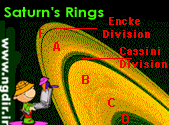 Saturn's Rings
Encke
Division
F
A
Cassini
Division
B
C
D
www.ngdir.ir